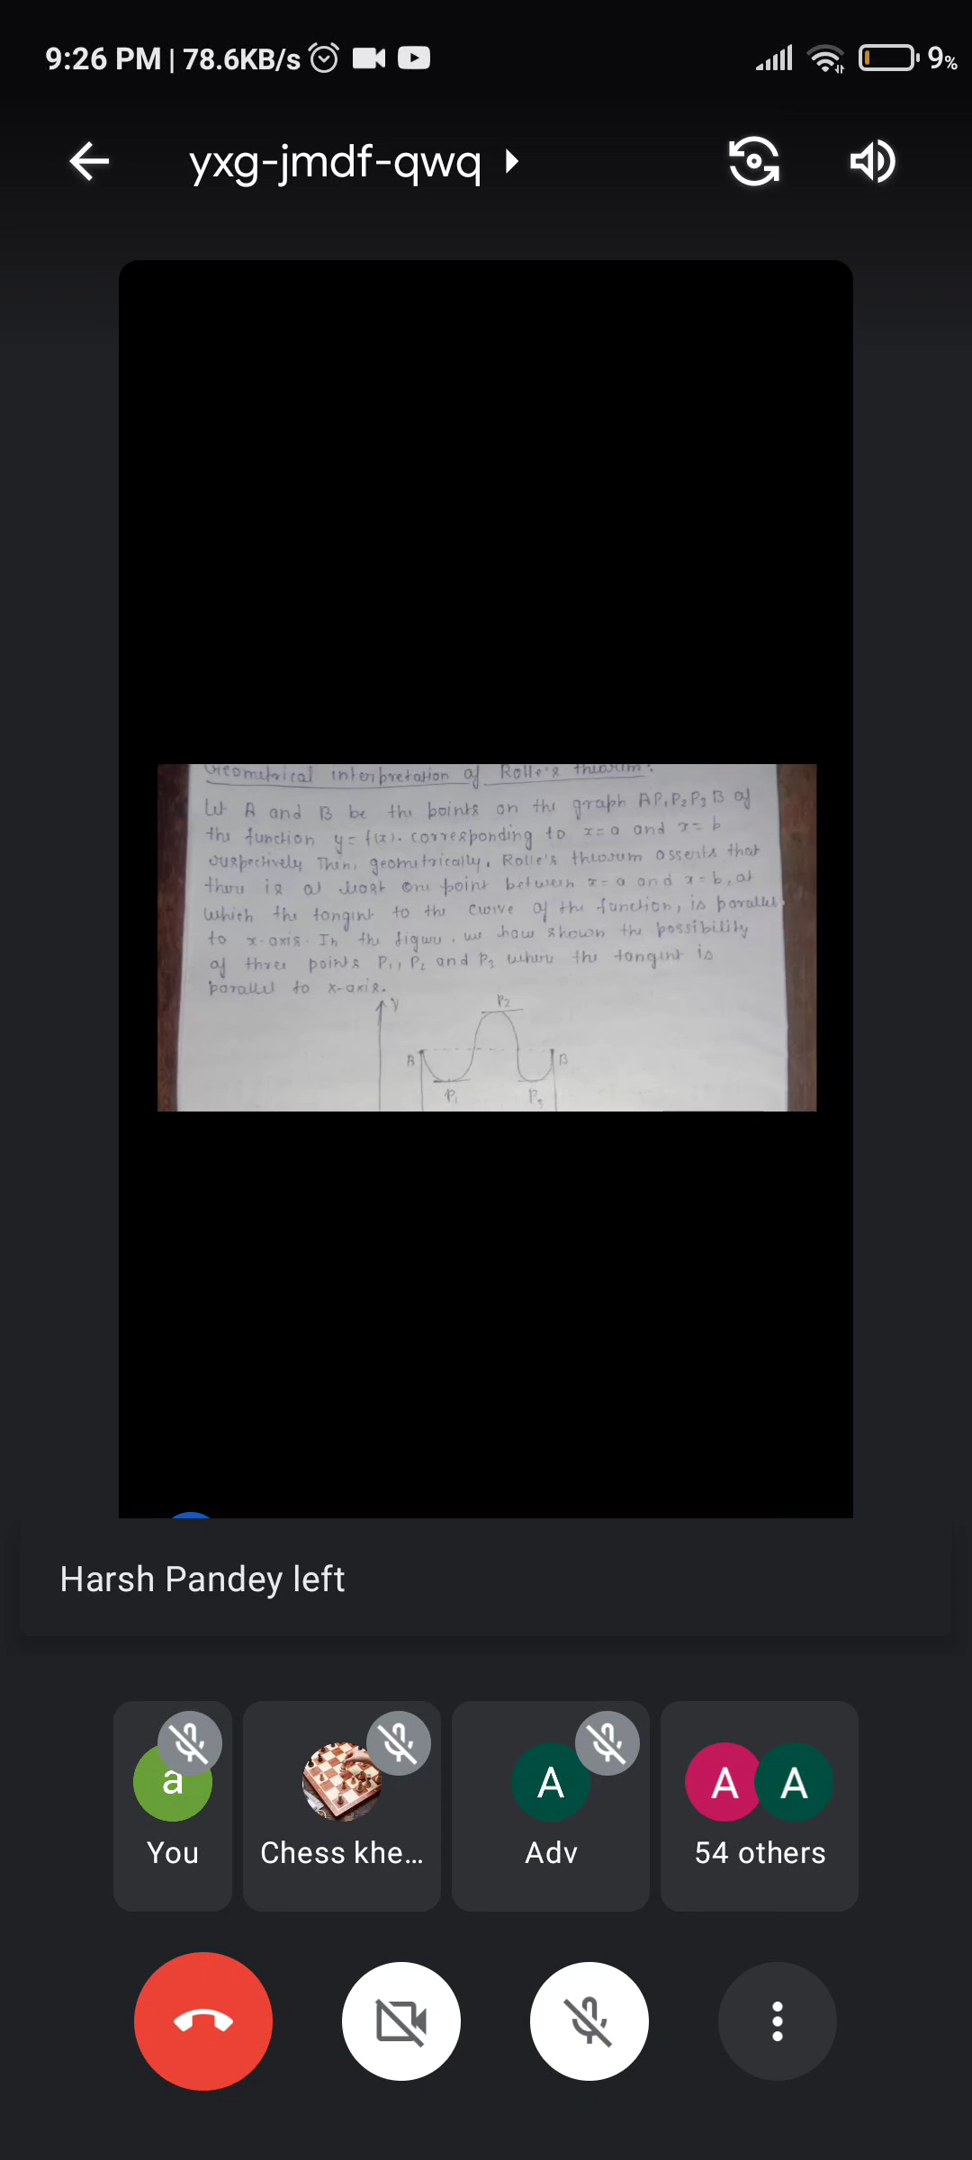 9:26 PM | 78.6KB/s
9%
yxg-jmdf-qwq
Geometrical interpretation of Rolle's theorem:
Let A and B be the points on the graph AP₁P₂P₃B of
the function y = f(x). corresponding to x=a and x=b
respectively Then, geometrically, Rolle's theorem asserts that
there is at least one point between x=a and x=b, at
which the tangent to the curve of the function, is parallel
to x-axis. In the figure, we have shown the possibility
of three points P₁, P₂ and P₃ where the tangent is
parallel to x-axis.
Y
P₂
A
B
P₁
P₃
Harsh Pandey left
a
You
Chess khe...
A
Adv
A A
54 others